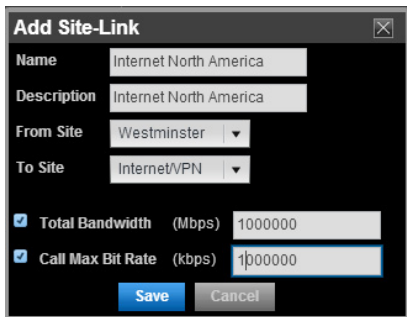 Add Site-Link
Name Internet North America
Description Internet North America
From Site Westminster
To Site Internet/VPN
Total Bandwidth (Mbps) 1000000
Call Max Bit Rate (kbps) 1000000
Save Cancel